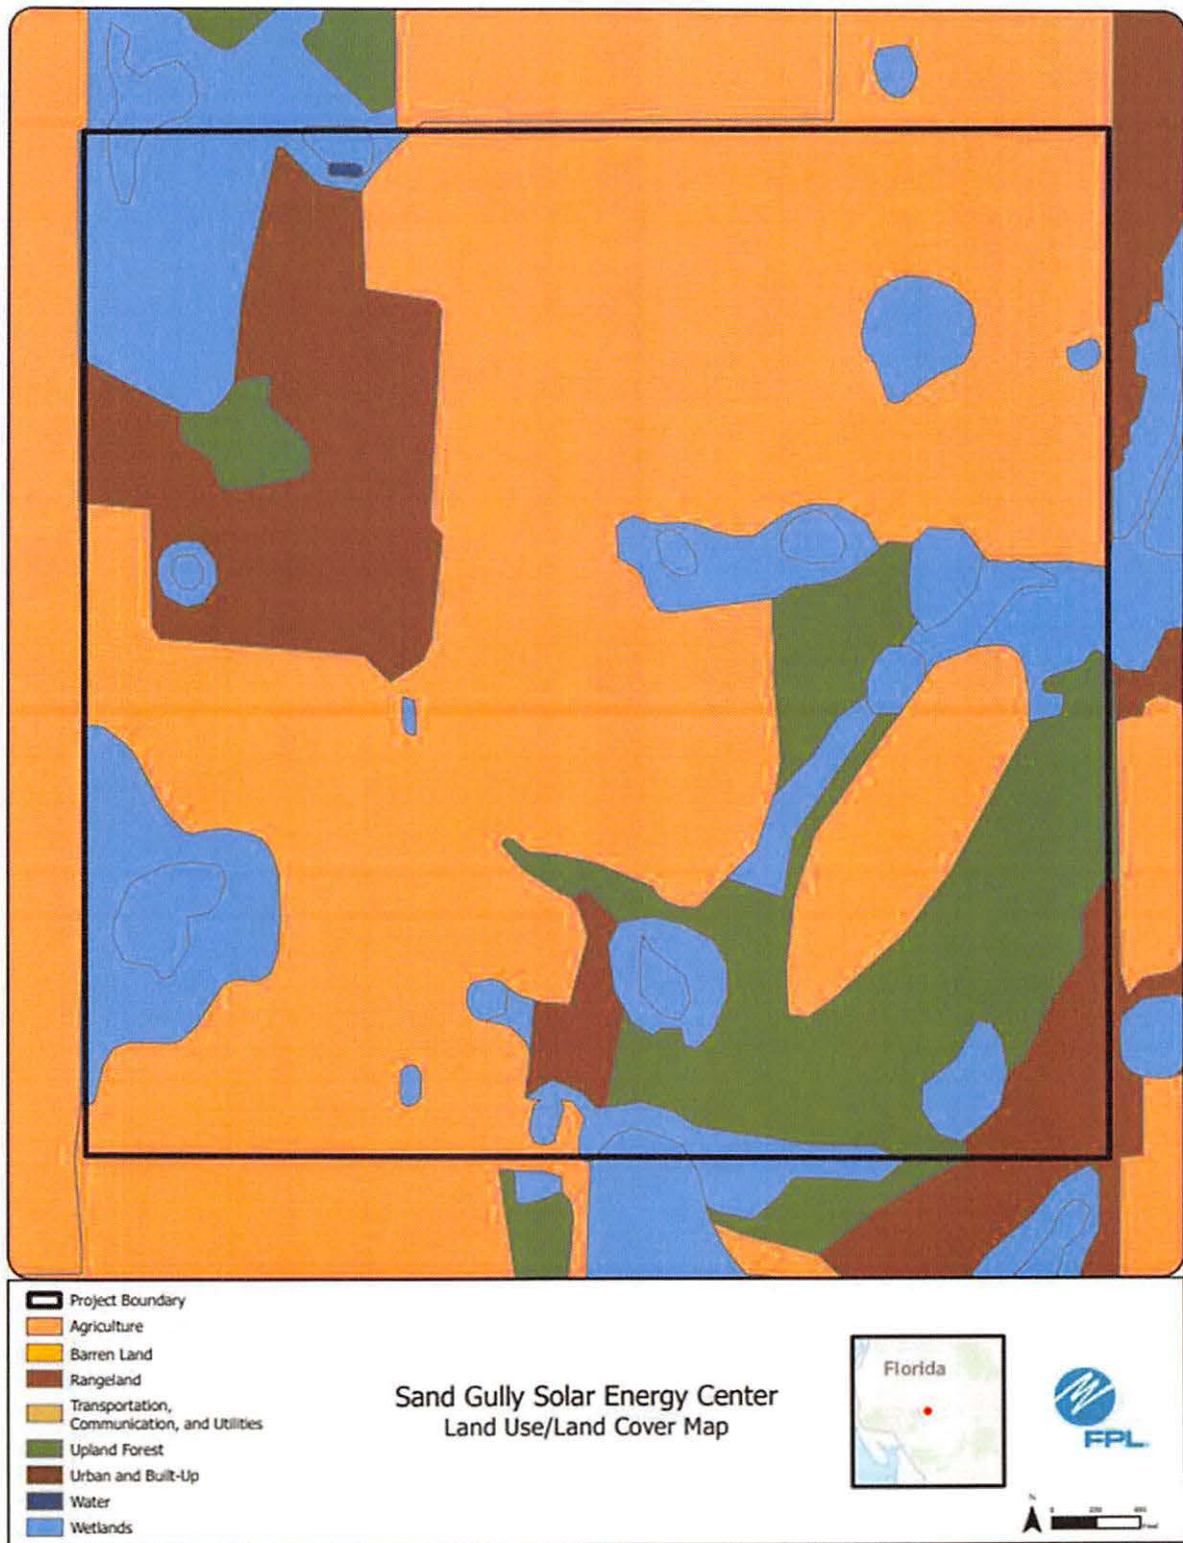 Project Boundary
Agriculture
Barren Land
Rangeland
Transportation,
Communication, and Utilities
Upland Forest
Urban and Built-Up
Water
Wetlands
Sand Gully Solar Energy Center
Land Use/Land Cover Map
Florida
FPL
N
0